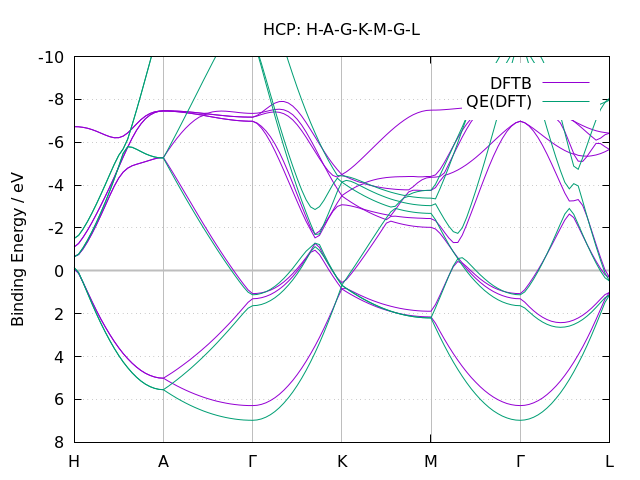 HCP: H-A-G-K-M-G-L
-10
-8
-6
-4
-2
0
2
4
6
8
Binding Energy / eV
DFTB
QE(DFT)
H A Γ K M Γ L